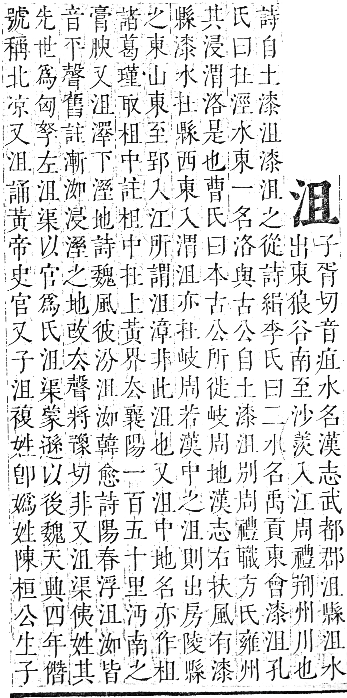 沮
子胥切音疽水名漢志武都郡沮縣沮水
出東狼谷南至沙羡入江周禮荆州川也
詩自土漆沮漆沮之從詩緝李氏曰二水名禹貢東會漆沮孔
氏曰在涇水東一名洛與古公自土漆沮别周禮職方氏雍州
其浸渭洛是也曹氏曰本古公所徙岐周地漢志右扶風有漆
縣漆水在縣西東入渭沮亦在岐周若漢中之沮則出房陵縣
之東山東至郢入江所謂沮漳非此沮也又沮中地名亦作柤
諸葛瑾取柤中註柤中在上黄界去襄陽一百五十里沔南之
膏腴又沮澤下溼地詩魏風彼汾沮洳韓愈詩陽春浮沮洳皆
音平聲舊註漸洳浸溼之地改去聲將豫切非又沮渠侇姓其
先世爲匈奴左沮渠以官爲氏沮渠蒙遜以後魏天興四年僭
號稱北凉又沮誦黄帝史官又子沮複姓卽嬀姓陳桓公生子